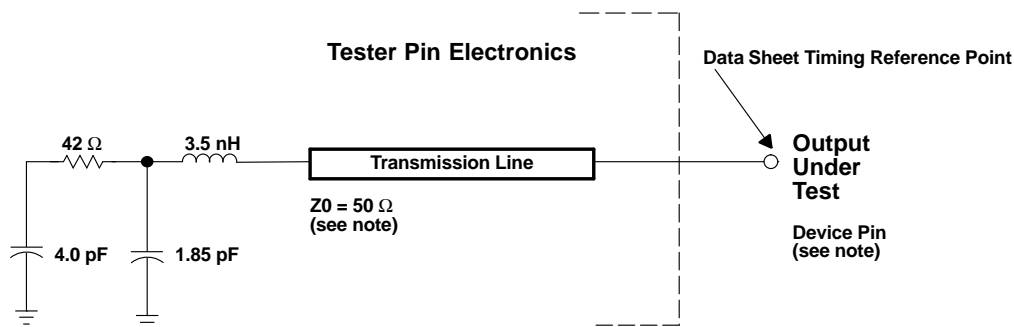 Tester Pin Electronics
Data Sheet Timing Reference Point
42 Ω
3.5 nH
Transmission Line
Output
Under
Test
Z0 = 50 Ω
(see note)
Device Pin
(see note)
4.0 pF
1.85 pF